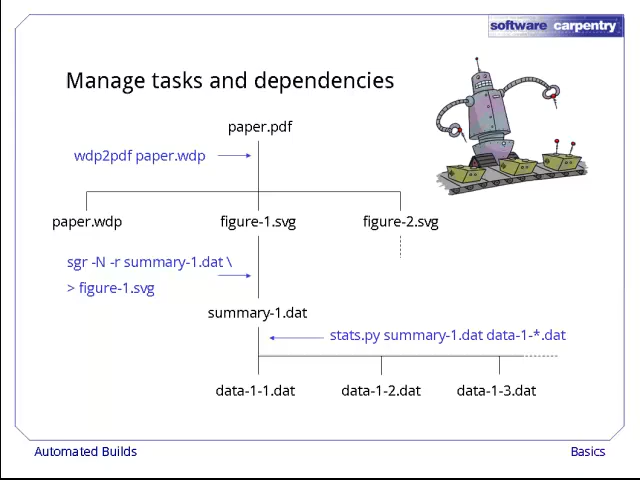 software carpentry
Manage tasks and dependencies
paper.pdf
wdp2pdf paper.wdp
paper.wdp figure-1.svg figure-2.svg
sgr -N -r summary-1.dat \
> figure-1.svg
summary-1.dat
stats.py summary-1.dat data-1-*.dat
data-1-1.dat data-1-2.dat data-1-3.dat
Automated Builds Basics